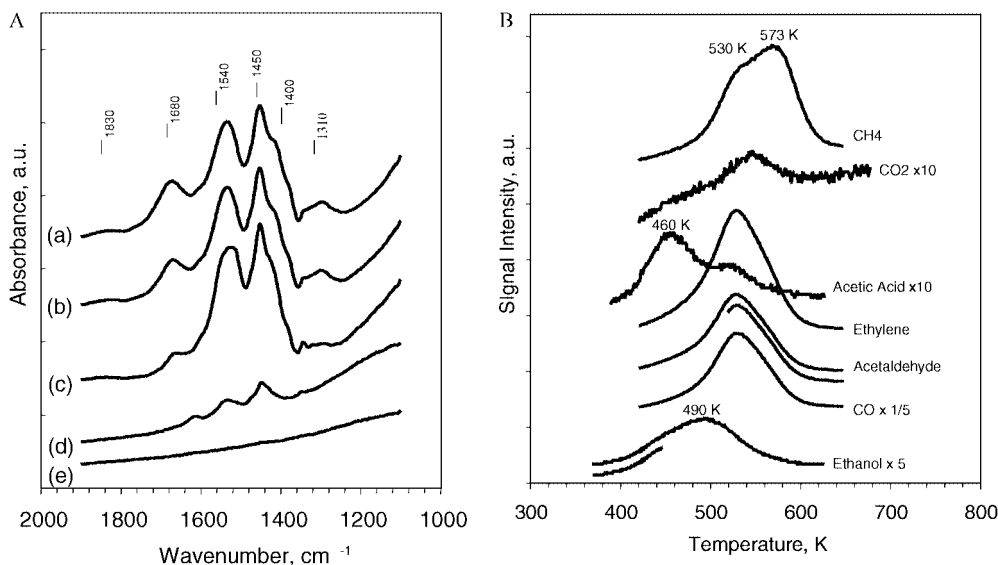 A
1830
1680
1540
1450
1400
1310
(a)
(b)
(c)
(d)
(e)
Absorbance, a.u.
2000 1800 1600 1400 1200 1000
Wavenumber, cm -1
B
573 K
530 K
CH4
CO2 x10
460 K
Acetic Acid x10
Ethylene
Acetaldehyde
CO x 1/5
490 K
Ethanol x 5
SIgnal Intensity, a.u.
300 400 500 600 700 800
Temperature, K